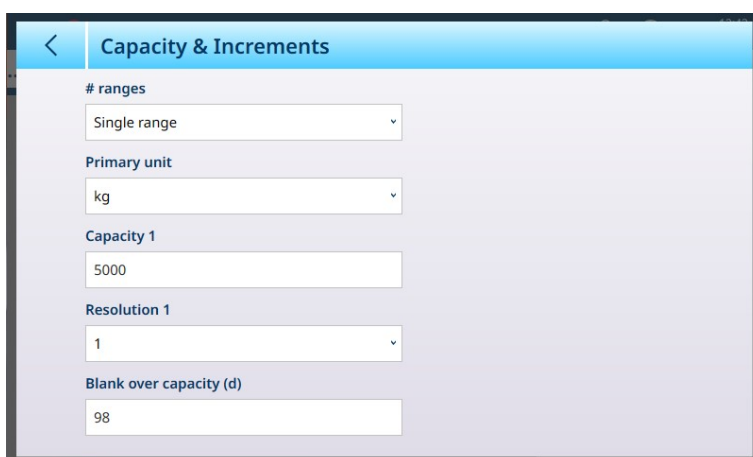 Capacity & Increments
# ranges
Single range
Primary unit
kg
Capacity 1
5000
Resolution 1
1
Blank over capacity (d)
98